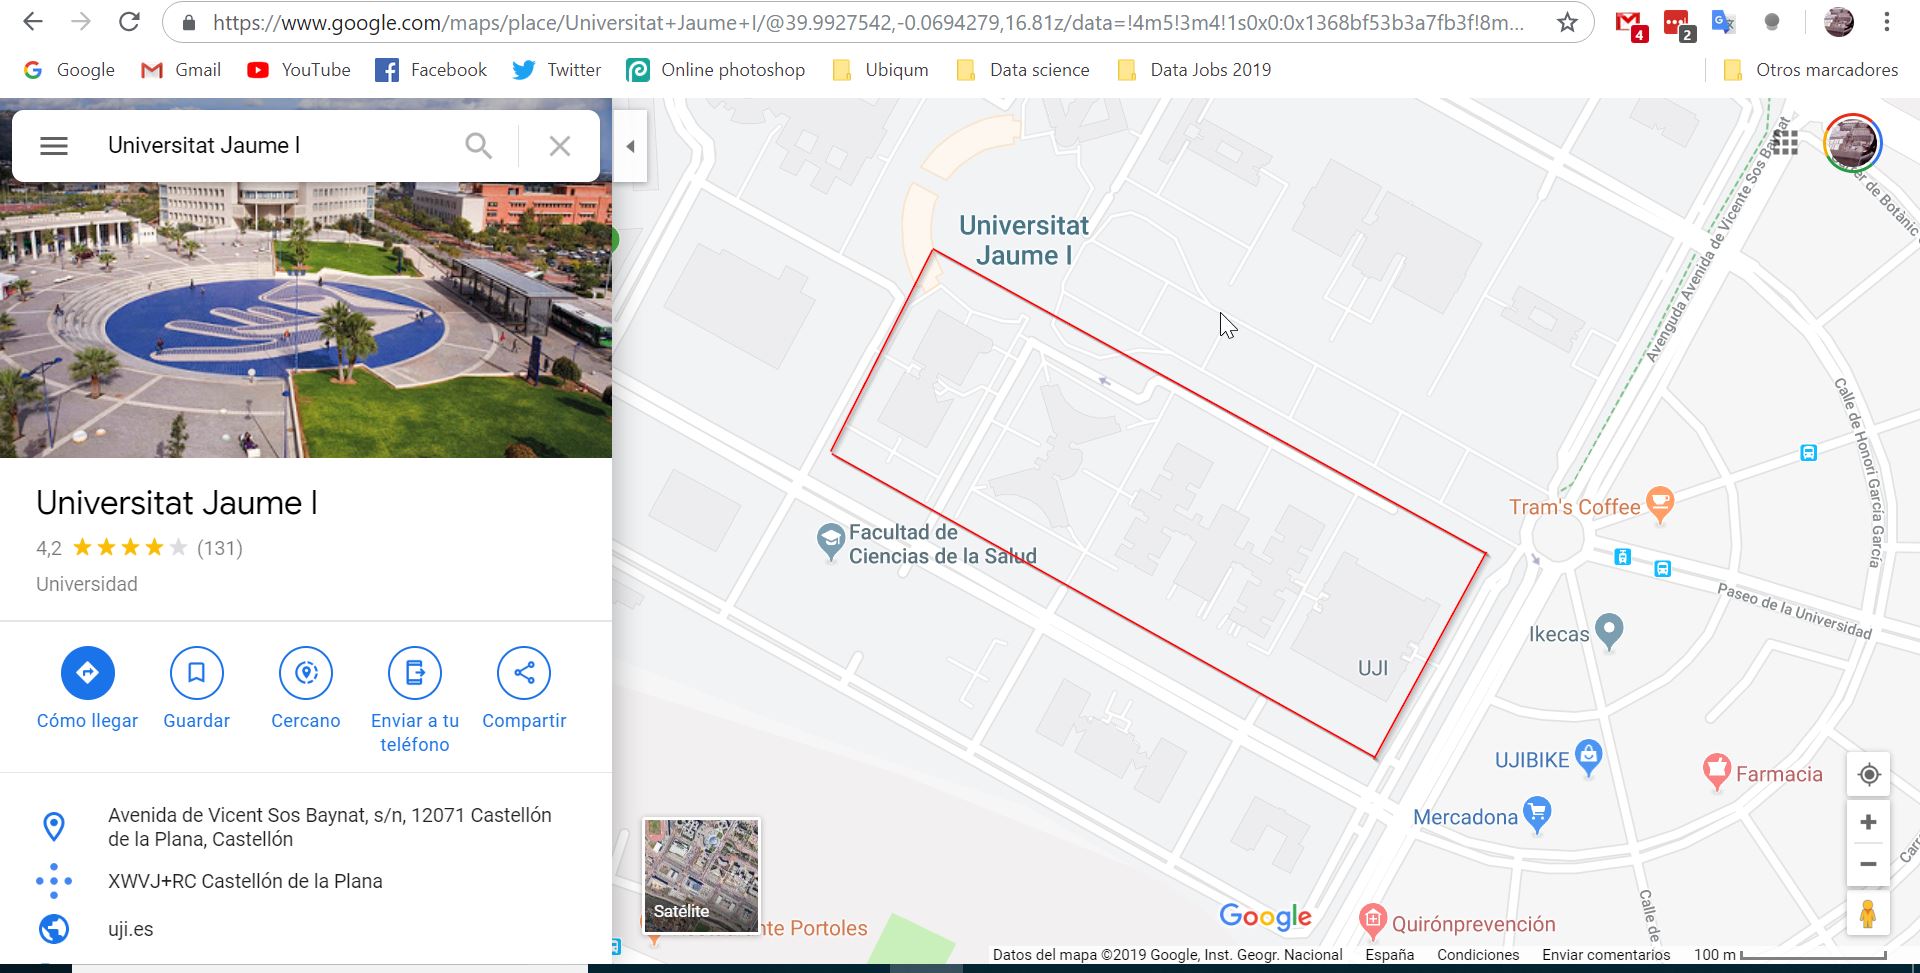 https://www.google.com/maps/place/Universitat+Jaume+I/@39.9927542,-0.0694279,16.81z/data=!4m5!3m4!1s0x0:0x1368bf53b3a7fb3f!8m...
4
2
Google
Gmail
YouTube
Facebook
Twitter
Online photoshop
Ubiqum
Data science
Data Jobs 2019
Otros marcadores
Universitat Jaume I
Universitat Jaume I
4,2
(131)
Universidad
Cómo llegar
Guardar
Cercano
Enviar a tu
teléfono
Compartir
Avenida de Vicent Sos Baynat, s/n, 12071 Castellón
de la Plana, Castellón
XWVJ+RC Castellón de la Plana
uji.es
Universitat
Jaume I
Avenguda Avenida de Vicente Sos Baynat
de Botànic
Calle de Honori García García
Tram's Coffee
Facultad de
Ciencias de la Salud
Paseo de la Universidad
Ikecas
UJI
UJIBIKE
Farmacia
Mercadona
Calle de
Satélite
Portoles
Google
Quirónprevención
Datos del mapa ©2019 Google, Inst. Geogr. Nacional
España
Condiciones
Enviar comentarios
100 m